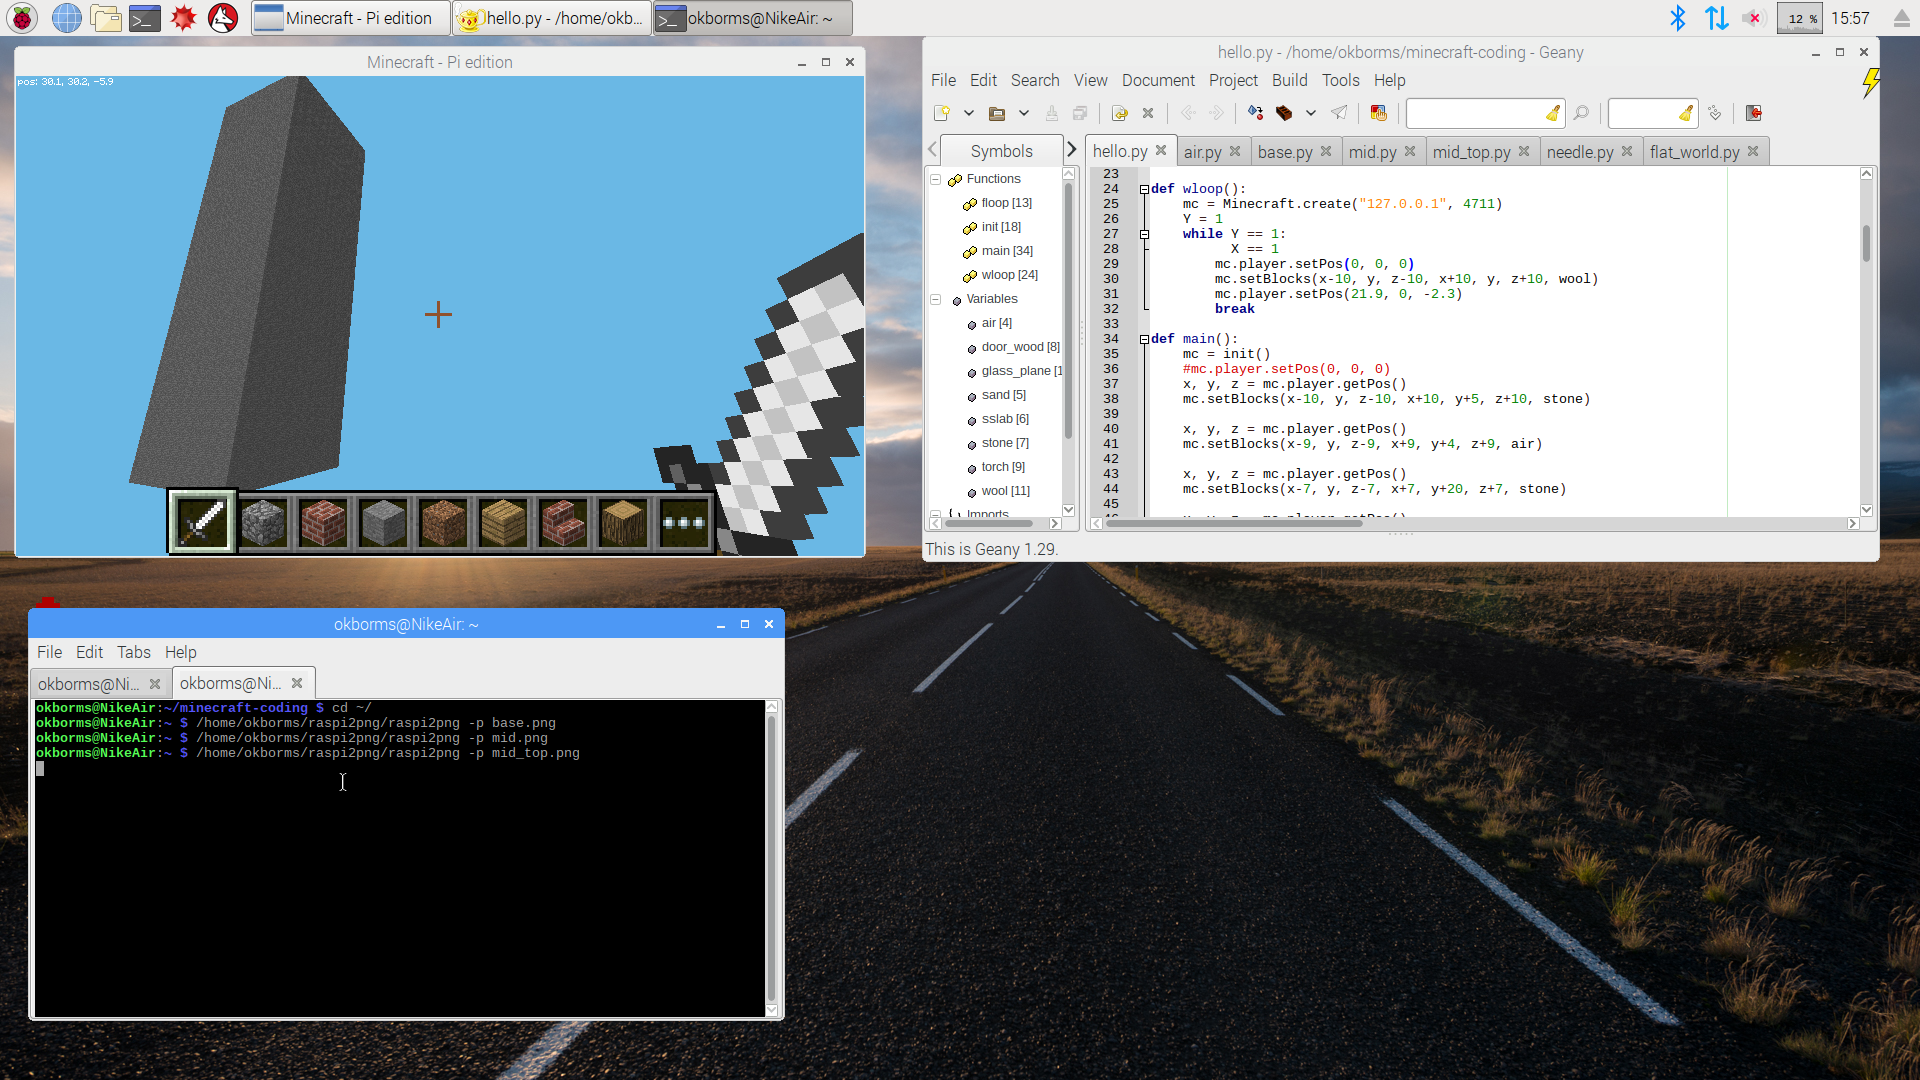 Minecraft - Pi edition
hello.py - /home/okb...
okborms@NikeAir: ~
12 %
15:57
Minecraft - Pi edition
pos: 30.1, 30.2, -5.9
hello.py - /home/okborms/minecraft-coding - Geany
File Edit Search View Document Project Build Tools Help
Symbols
hello.py air.py base.py mid.py mid_top.py needle.py flat_world.py
Functions
floop [13]
init [18]
main [34]
wloop [24]
Variables
air [4]
door_wood [8]
glass_plane [1
sand [5]
sslab [6]
stone [7]
torch [9]
wool [11]
Imports
23
24 def wloop():
25 mc = Minecraft.create("127.0.0.1", 4711)
26 Y = 1
27 while Y == 1:
28 X == 1
29 mc.player.setPos(0, 0, 0)
30 mc.setBlocks(x-10, y, z-10, x+10, y, z+10, wool)
31 mc.player.setPos(21.9, 0, -2.3)
32 break
33
34 def main():
35 mc = init()
36 #mc.player.setPos(0, 0, 0)
37 x, y, z = mc.player.getPos()
38 mc.setBlocks(x-10, y, z-10, x+10, y+5, z+10, stone)
39
40 x, y, z = mc.player.getPos()
41 mc.setBlocks(x-9, y, z-9, x+9, y+4, z+9, air)
42
43 x, y, z = mc.player.getPos()
44 mc.setBlocks(x-7, y, z-7, x+7, y+20, z+7, stone)
45
This is Geany 1.29.
okborms@NikeAir: ~
File Edit Tabs Help
okborms@Ni... okborms@Ni...
okborms@NikeAir:~/minecraft-coding $ cd ~/
okborms@NikeAir:~ $ /home/okborms/raspi2png/raspi2png -p base.png
okborms@NikeAir:~ $ /home/okborms/raspi2png/raspi2png -p mid.png
okborms@NikeAir:~ $ /home/okborms/raspi2png/raspi2png -p mid_top.png